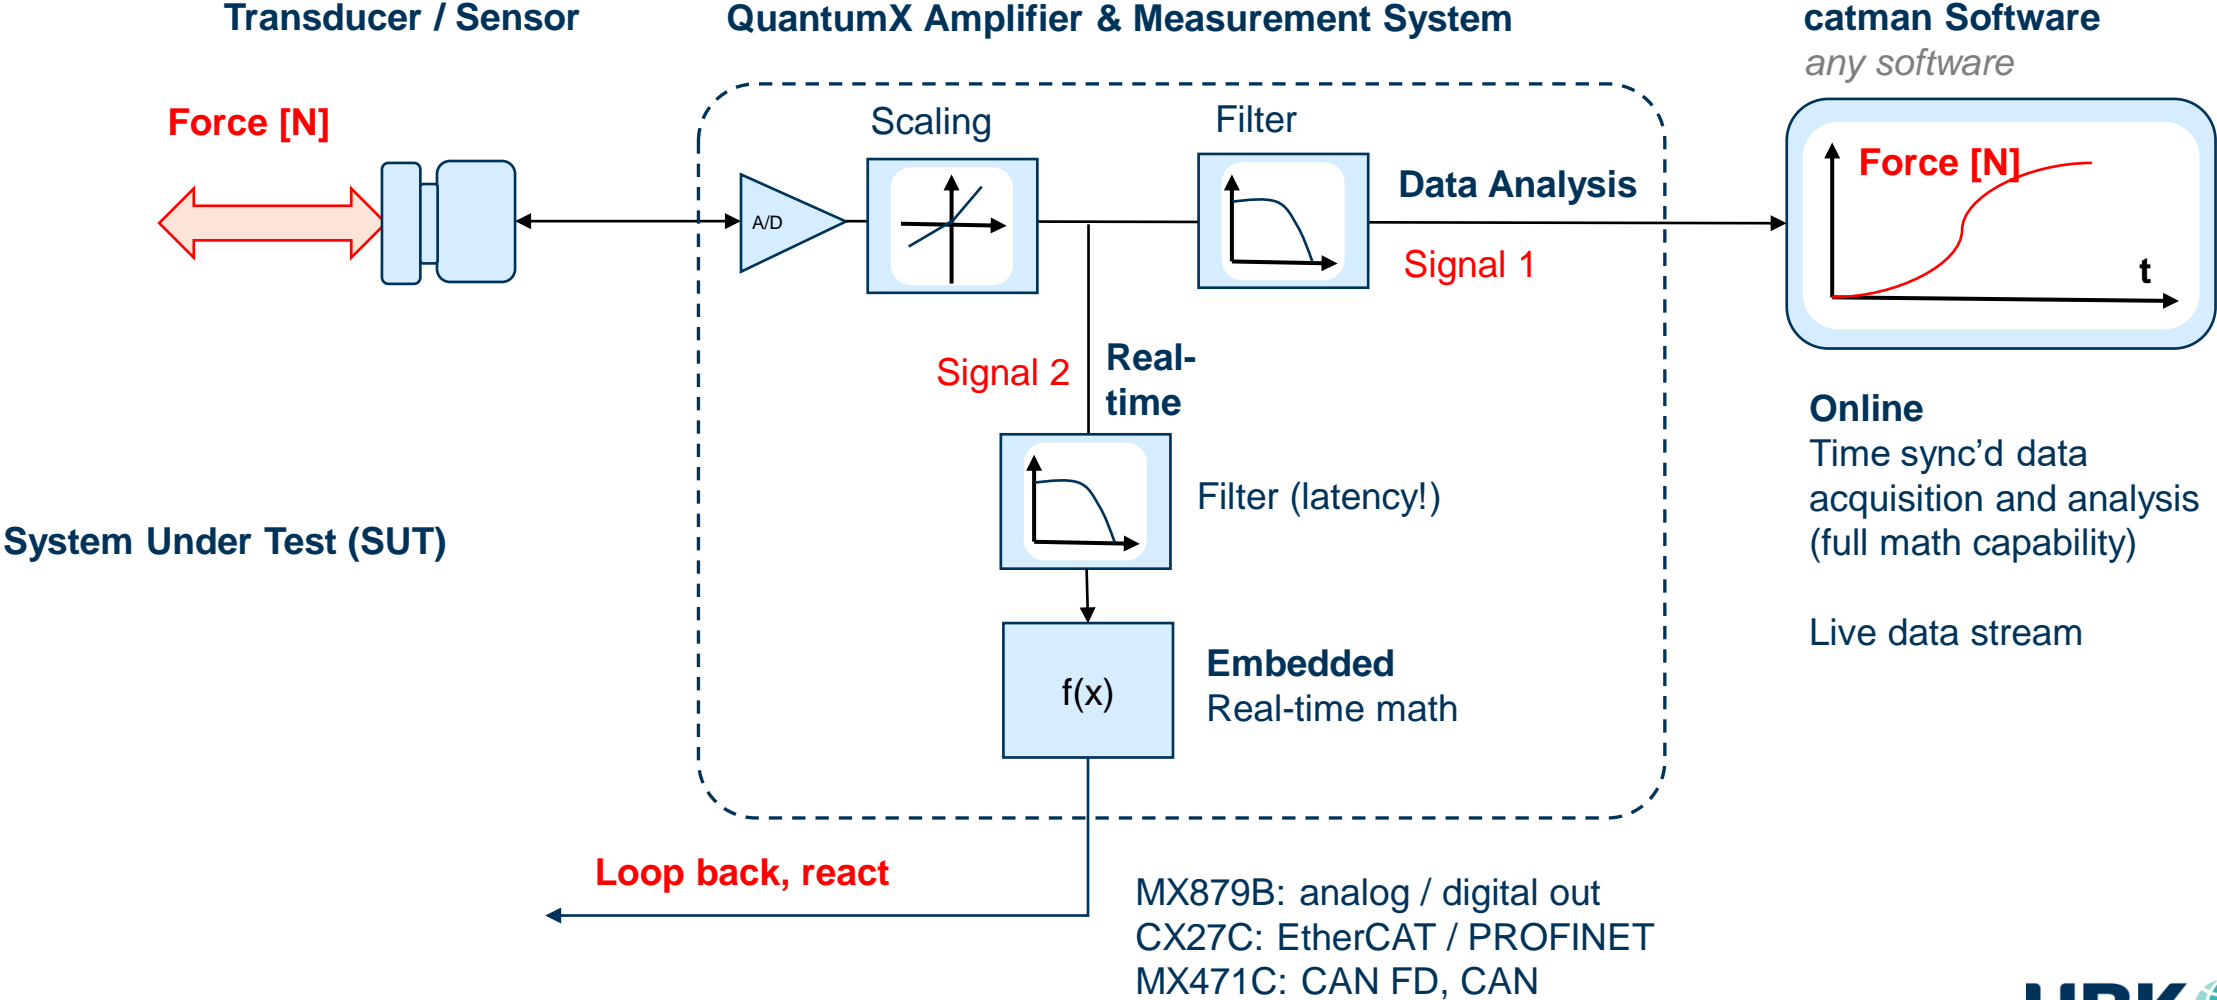 Transducer / Sensor
QuantumX Amplifier & Measurement System
catman Software
any software
Force [N]
Scaling
Filter
A/D
Data Analysis
Signal 1
Force [N]
t
Signal 2
Real-
time
Filter (latency!)
Online
Time sync’d data
acquisition and analysis
(full math capability)
Live data stream
System Under Test (SUT)
f(x)
Embedded
Real-time math
Loop back, react
MX879B: analog / digital out
CX27C: EtherCAT / PROFINET
MX471C: CAN FD, CAN